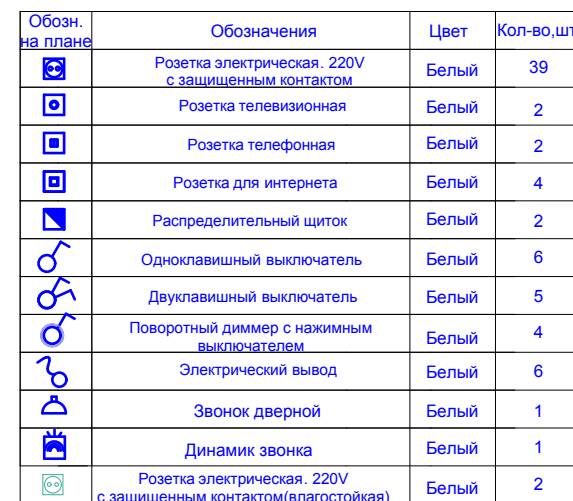 Обозн. на плане Обозначения Цвет Кол-во,шт
Розетка электрическая. 220V
с защищенным контактом Белый 39
Розетка телевизионная Белый 2
Розетка телефонная Белый 2
Розетка для интернета Белый 4
Распределительный щиток Белый 2
Одноклавишный выключатель Белый 6
Двуклавишный выключатель Белый 5
Поворотный диммер с нажимным
выключателем Белый 4
Электрический вывод Белый 6
Звонок дверной Белый 1
Динамик звонка Белый 1
Розетка электрическая. 220V
с защищенным контактом(влагостойкая) Белый 2